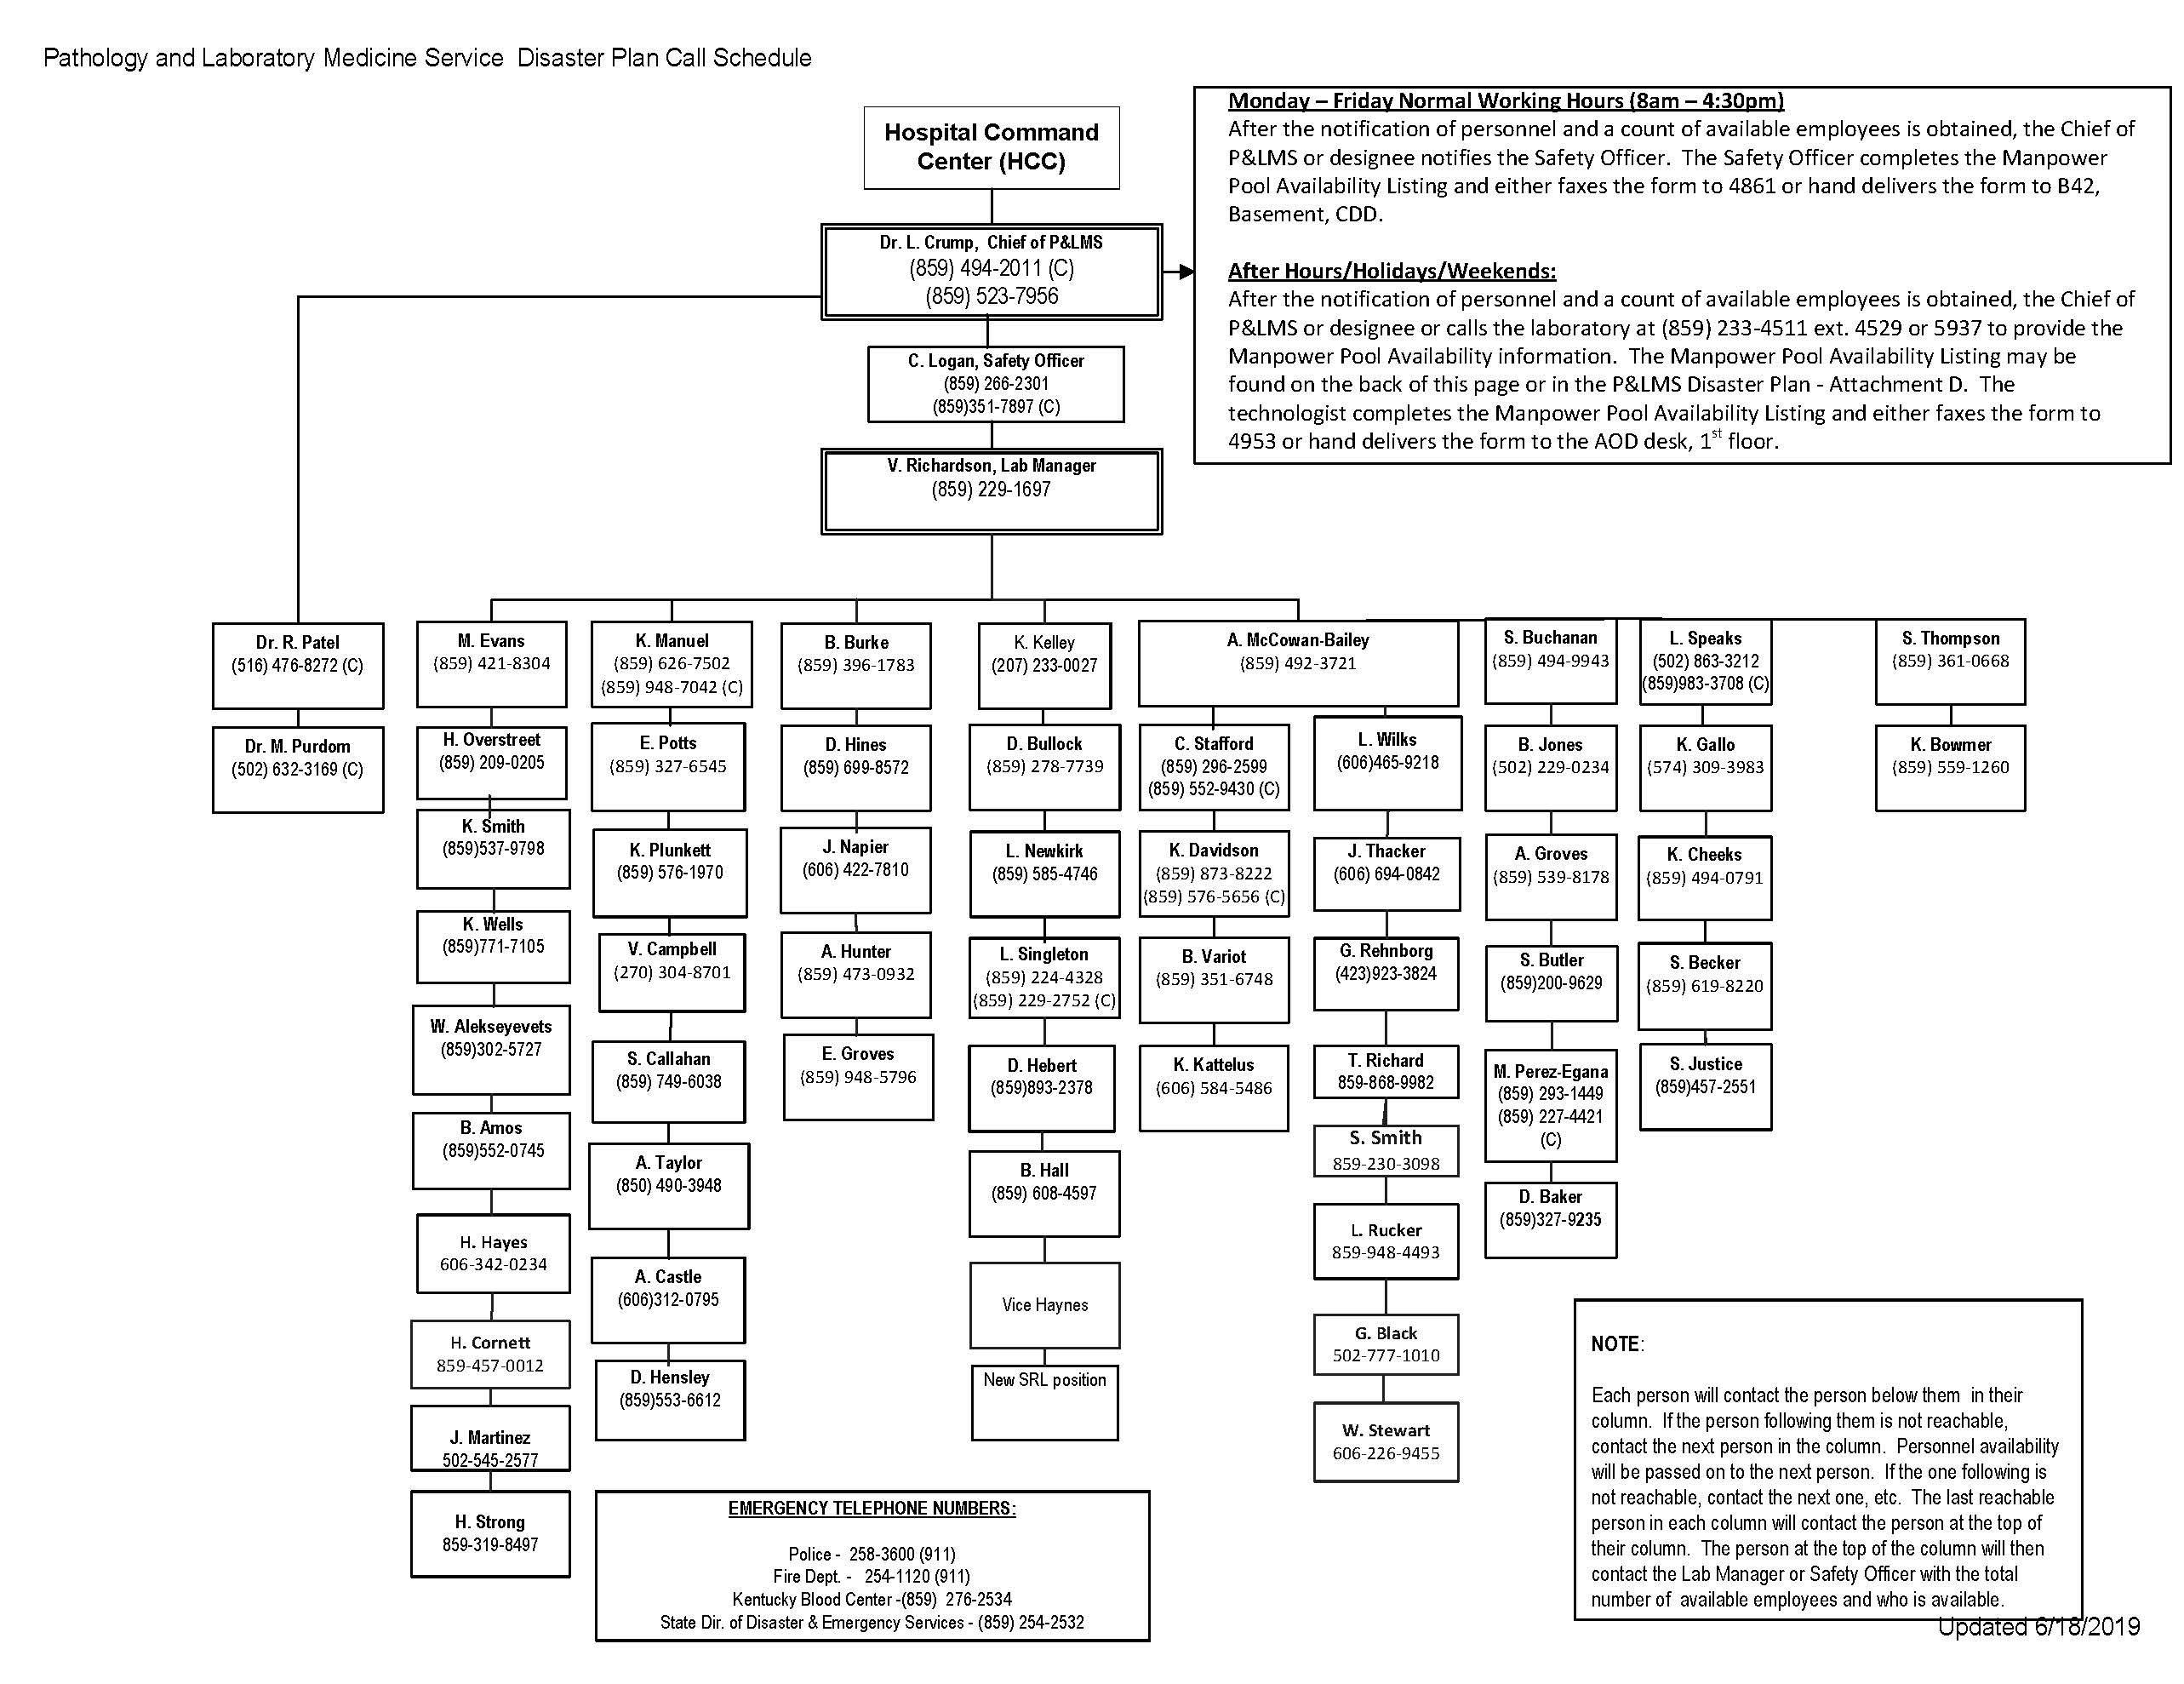 Pathology and Laboratory Medicine Service  Disaster Plan Call Schedule
Hospital Command
Center (HCC)
Monday – Friday Normal Working Hours (8am – 4:30pm)
After the notification of personnel and a count of available employees is obtained, the Chief of
P&LMS or designee notifies the Safety Officer.  The Safety Officer completes the Manpower
Pool Availability Listing and either faxes the form to 4861 or hand delivers the form to B42,
Basement, CDD.
After Hours/Holidays/Weekends:
After the notification of personnel and a count of available employees is obtained, the Chief of
P&LMS or designee or calls the laboratory at (859) 233-4511 ext. 4529 or 5937 to provide the
Manpower Pool Availability information.  The Manpower Pool Availability Listing may be
found on the back of this page or in the P&LMS Disaster Plan - Attachment D.  The
technologist completes the Manpower Pool Availability Listing and either faxes the form to
4953 or hand delivers the form to the AOD desk, 1st floor.
Dr. L. Crump,  Chief of P&LMS
(859) 494-2011 (C)
(859) 523-7956
C. Logan, Safety Officer
(859) 266-2301
(859)351-7897 (C)
V. Richardson, Lab Manager
(859) 229-1697
Dr. R. Patel
(516) 476-8272 (C)
Dr. M. Purdom
(502) 632-3169 (C)
M. Evans
(859) 421-8304
H. Overstreet
(859) 209-0205
K. Smith
(859)537-9798
K. Wells
(859)771-7105
W. Alekseyevets
(859)302-5727
B. Amos
(859)552-0745
H. Hayes
606-342-0234
H. Cornett
859-457-0012
J. Martinez
502-545-2577
H. Strong
859-319-8497
K. Manuel
(859) 626-7502
(859) 948-7042 (C)
E. Potts
(859) 327-6545
K. Plunkett
(859) 576-1970
V. Campbell
(270) 304-8701
S. Callahan
(859) 749-6038
A. Taylor
(850) 490-3948
A. Castle
(606)312-0795
D. Hensley
(859)553-6612
B. Burke
(859) 396-1783
D. Hines
(859) 699-8572
J. Napier
(606) 422-7810
A. Hunter
(859) 473-0932
E. Groves
(859) 948-5796
K. Kelley
(207) 233-0027
D. Bullock
(859) 278-7739
L. Newkirk
(859) 585-4746
L. Singleton
(859) 224-4328
(859) 229-2752 (C)
D. Hebert
(859)893-2378
B. Hall
(859) 608-4597
Vice Haynes
New SRL position
A. McCowan-Bailey
(859) 492-3721
C. Stafford
(859) 296-2599
(859) 552-9430 (C)
K. Davidson
(859) 873-8222
(859) 576-5656 (C)
B. Variot
(859) 351-6748
K. Kattelus
(606) 584-5486
L. Wilks
(606)465-9218
J. Thacker
(606) 694-0842
G. Rehnborg
(423)923-3824
T. Richard
859-868-9982
S. Smith
859-230-3098
L. Rucker
859-948-4493
G. Black
502-777-1010
W. Stewart
606-226-9455
S. Buchanan
(859) 494-9943
B. Jones
(502) 229-0234
A. Groves
(859) 539-8178
S. Butler
(859)200-9629
M. Perez-Egana
(859) 293-1449
(859) 227-4421
(C)
D. Baker
(859)327-9235
L. Speaks
(502) 863-3212
(859)983-3708 (C)
K. Gallo
(574) 309-3983
K. Cheeks
(859) 494-0791
S. Becker
(859) 619-8220
S. Justice
(859)457-2551
S. Thompson
(859) 361-0668
K. Bowmer
(859) 559-1260
EMERGENCY TELEPHONE NUMBERS:
Police -  258-3600 (911)
Fire Dept. -   254-1120 (911)
Kentucky Blood Center -(859)  276-2534
State Dir. of Disaster & Emergency Services - (859) 254-2532
NOTE:
Each person will contact the person below them  in their
column.  If the person following them is not reachable,
contact the next person in the column.  Personnel availability
will be passed on to the next person.  If the one following is
not reachable, contact the next one, etc.  The last reachable
person in each column will contact the person at the top of
their column.  The person at the top of the column will then
contact the Lab Manager or Safety Officer with the total
number of  available employees and who is available.
Updated 6/18/2019